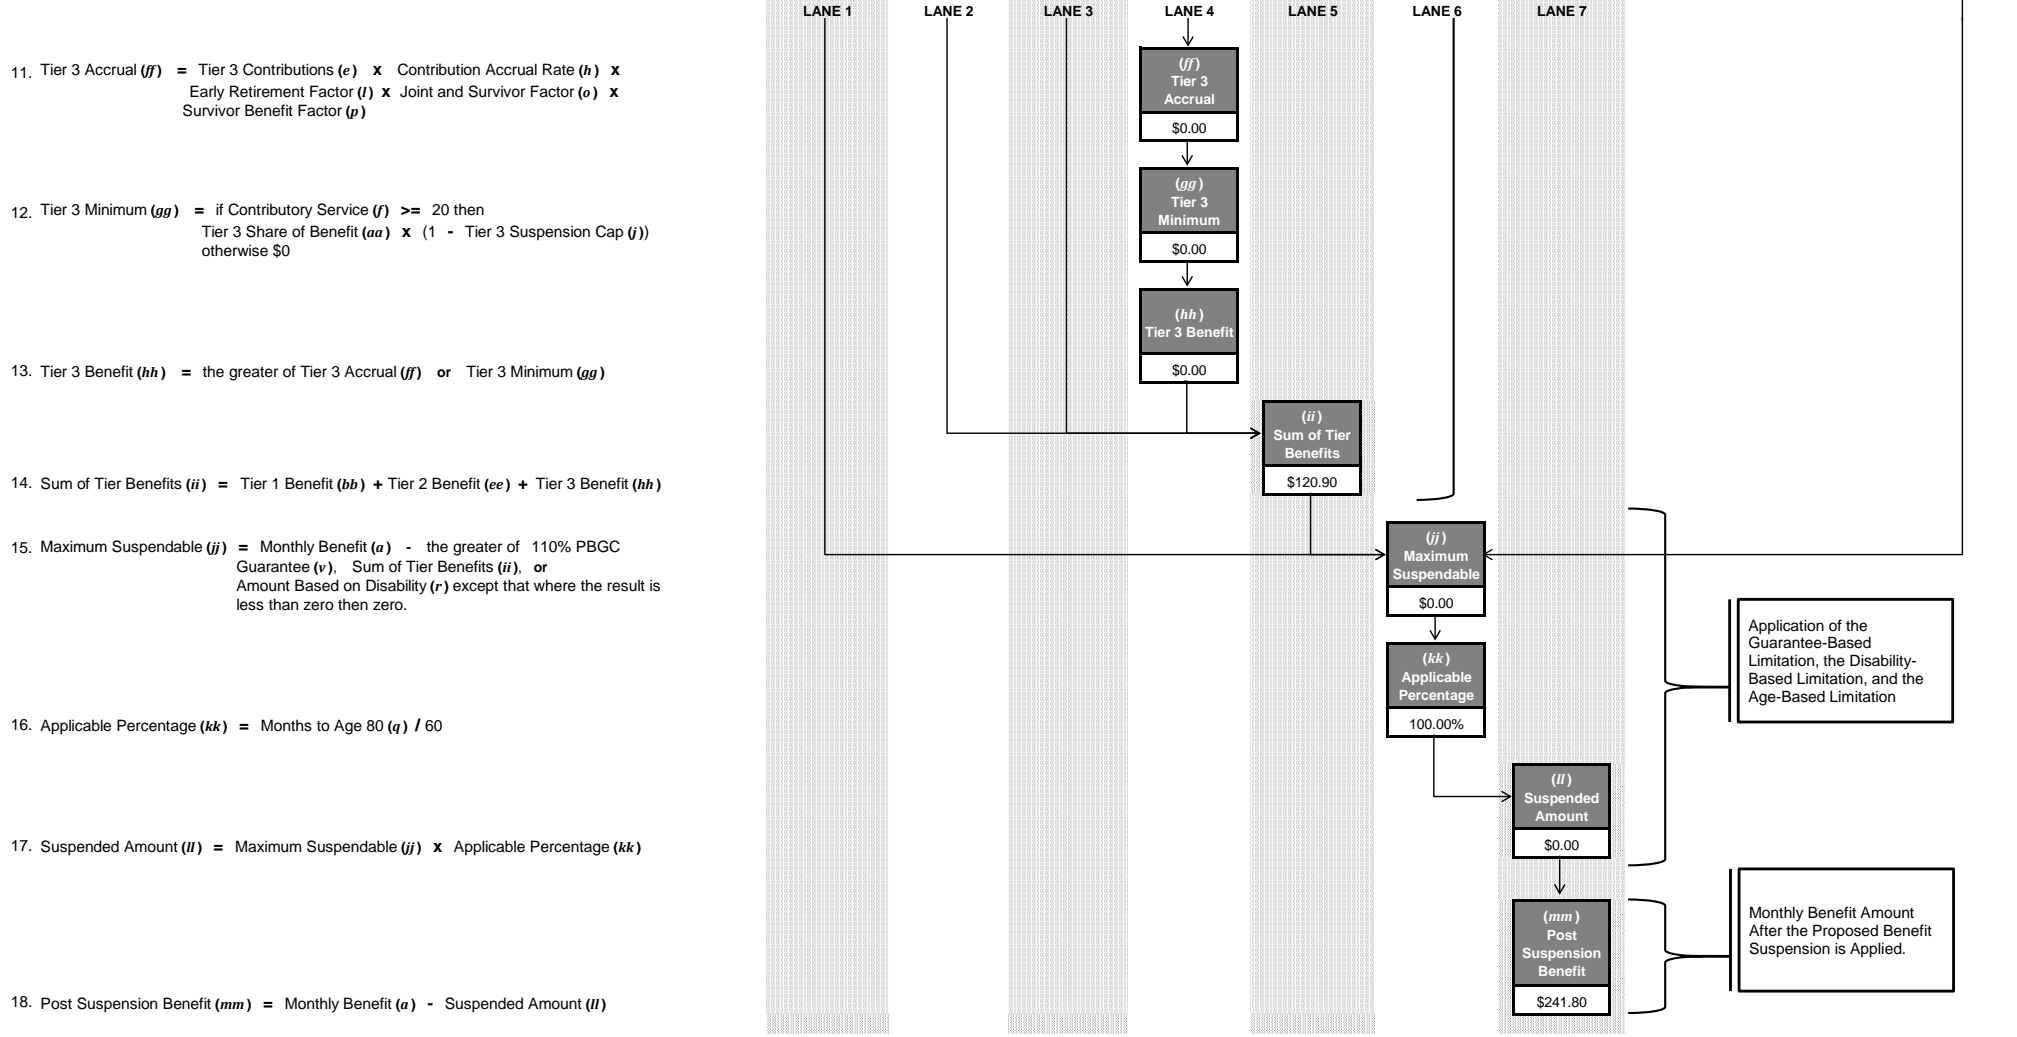 LANE 1 LANE 2 LANE 3 LANE 4 LANE 5 LANE 6 LANE 7
11. Tier 3 Accrual (ff) = Tier 3 Contributions (e) x Contribution Accrual Rate (h) x
Early Retirement Factor (l) x Joint and Survivor Factor (o) x
Survivor Benefit Factor (p)
(ff)
Tier 3
Accrual
$0.00
12. Tier 3 Minimum (gg) = if Contributory Service (f) >= 20 then
Tier 3 Share of Benefit (aa) x (1 - Tier 3 Suspension Cap (j))
otherwise $0
(gg)
Tier 3
Minimum
$0.00
(hh)
Tier 3 Benefit
$0.00
13. Tier 3 Benefit (hh) = the greater of Tier 3 Accrual (ff) or Tier 3 Minimum (gg)
(ii)
Sum of Tier
Benefits
$120.90
14. Sum of Tier Benefits (ii) = Tier 1 Benefit (bb) + Tier 2 Benefit (ee) + Tier 3 Benefit (hh)
15. Maximum Suspendable (jj) = Monthly Benefit (a) - the greater of 110% PBGC
Guarantee (v), Sum of Tier Benefits (ii), or
Amount Based on Disability (r) except that where the result is
less than zero then zero.
(jj)
Maximum
Suspendable
$0.00
Application of the
Guarantee-Based
Limitation, the Disability-
Based Limitation, and the
Age-Based Limitation
(kk)
Applicable
Percentage
100.00%
16. Applicable Percentage (kk) = Months to Age 80 (q) / 60
(ll)
Suspended
Amount
$0.00
17. Suspended Amount (ll) = Maximum Suspendable (jj) x Applicable Percentage (kk)
(mm)
Post
Suspension
Benefit
$241.80
Monthly Benefit Amount
After the Proposed Benefit
Suspension is Applied.
18. Post Suspension Benefit (mm) = Monthly Benefit (a) - Suspended Amount (ll)